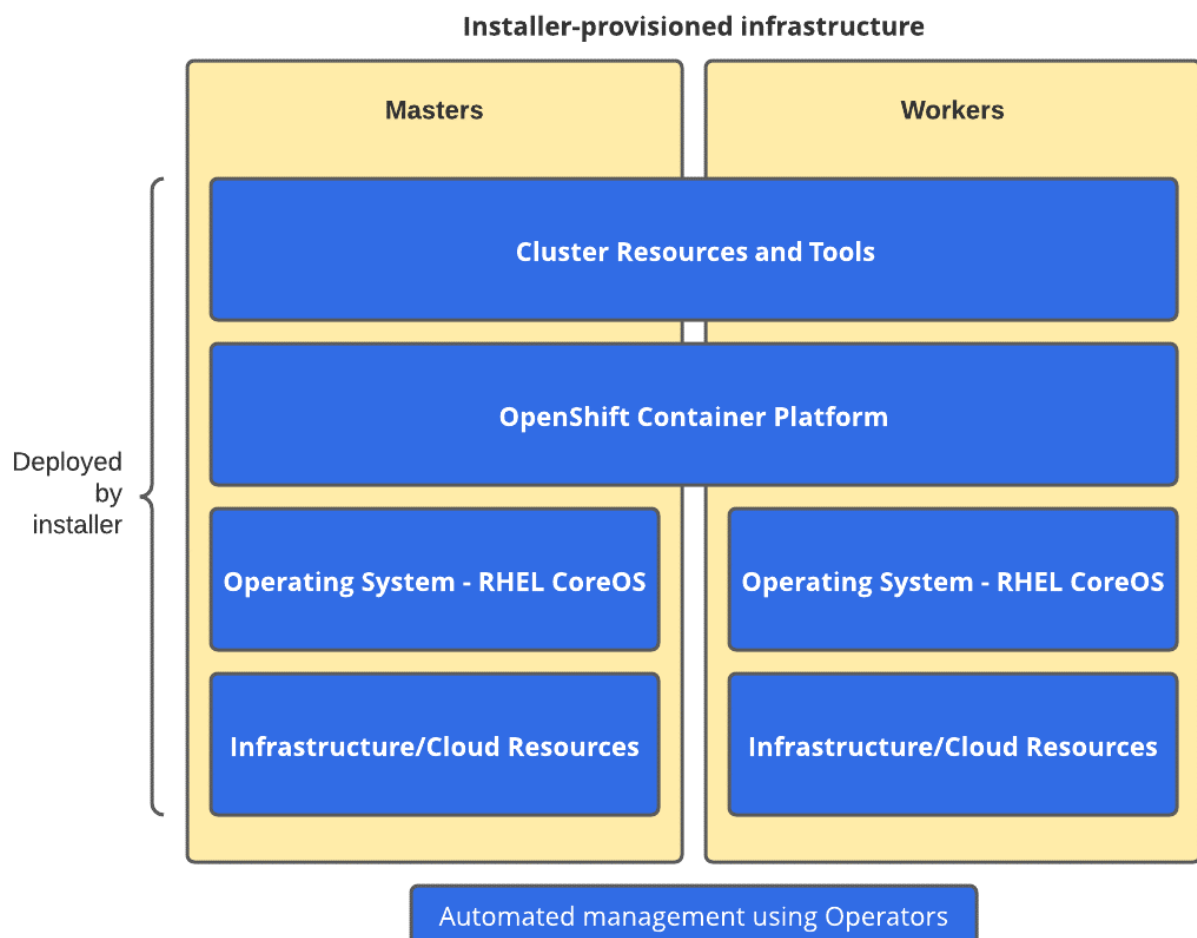 Installer-provisioned infrastructure
Masters
Workers
Cluster Resources and Tools
OpenShift Container Platform
Deployed
by
installer
Operating System - RHEL CoreOS
Operating System - RHEL CoreOS
Infrastructure/Cloud Resources
Infrastructure/Cloud Resources
Automated management using Operators